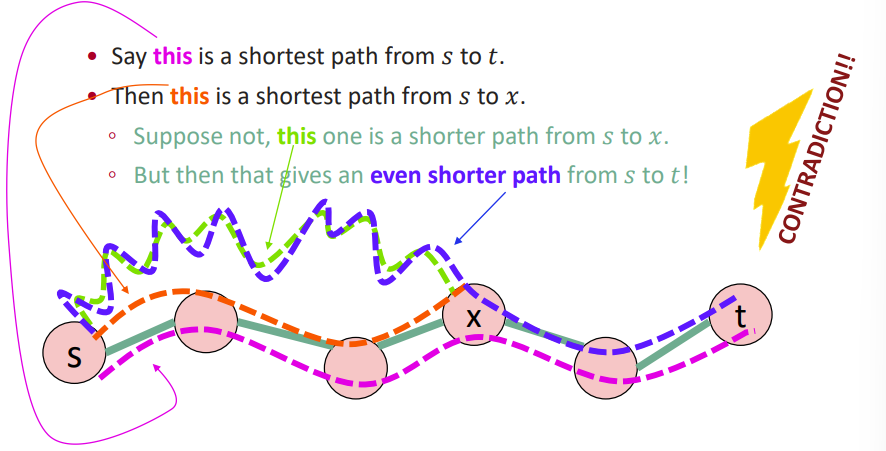 • Say this is a shortest path from s to t.
• Then this is a shortest path from s to x.
◦ Suppose not, this one is a shorter path from s to x.
◦ But then that gives an even shorter path from s to t!
CONTRADICTION!!
s
x
t